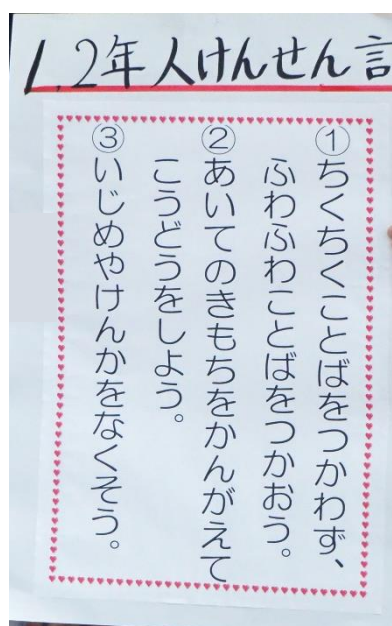 1,2年人けんせん言
①ちくちくことばをつかわず、
ふわふわことばをつかおう。
②あいてのきもちをかんがえて
こうどうをしよう。
③いじめやけんかをなくそう。